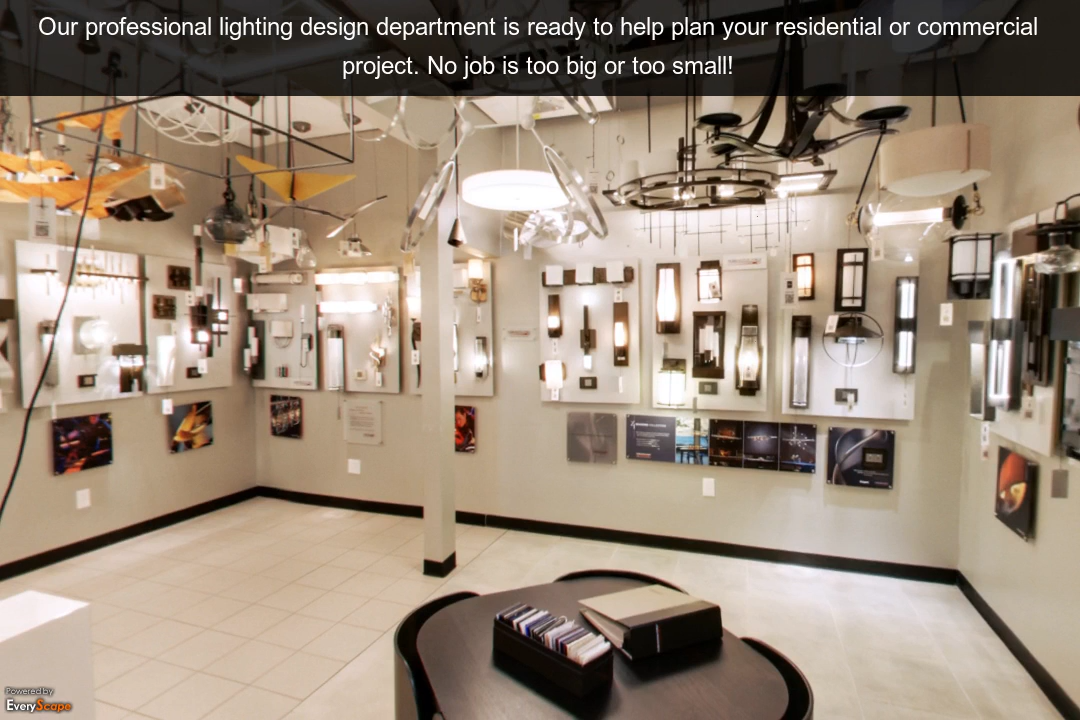 Our professional lighting design department is ready to help plan your residential or commercial
project. No job is too big or too small!
Powered by
EveryScape